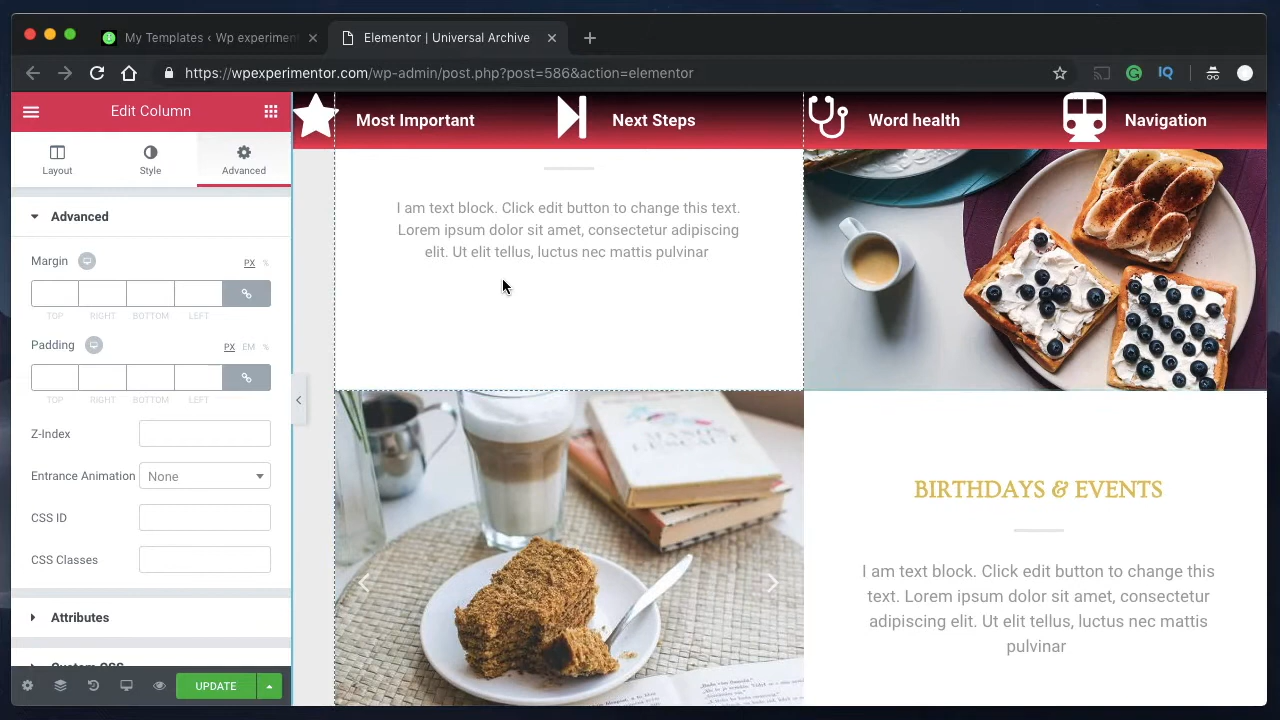 My Templates ‹ Wp experimen
Elementor | Universal Archive
https://wpexperimentor.com/wp-admin/post.php?post=586&action=elementor
IQ
Edit Column
Most Important
Next Steps
Word health
Navigation
Layout
Style
Advanced
Advanced
Margin
PX
%
TOP
RIGHT
BOTTOM
LEFT
Padding
PX
EM
%
TOP
RIGHT
BOTTOM
LEFT
Z-Index
Entrance Animation
None
CSS ID
CSS Classes
Attributes
Custom CSS
UPDATE
I am text block. Click edit button to change this text.
Lorem ipsum dolor sit amet, consectetur adipiscing
elit. Ut elit tellus, luctus nec mattis pulvinar
BIRTHDAYS & EVENTS
I am text block. Click edit button to change this
text. Lorem ipsum dolor sit amet, consectetur
adipiscing elit. Ut elit tellus, luctus nec mattis
pulvinar